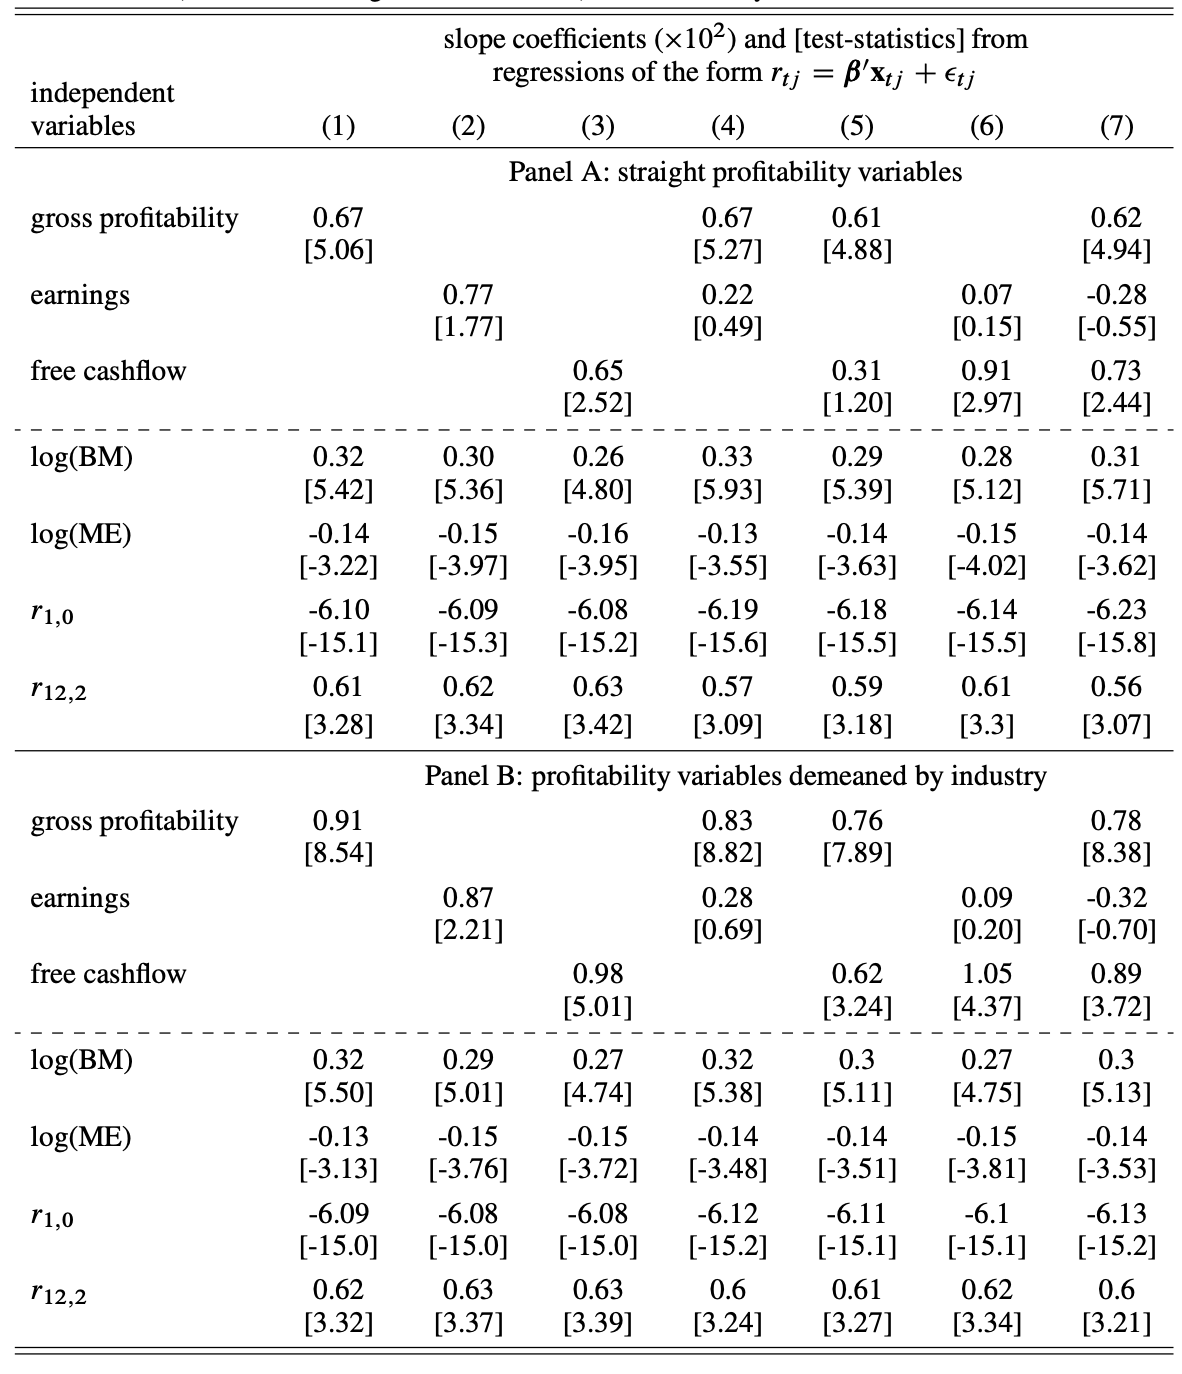 slope coefficients (×10²) and [test-statistics] from
regressions of the form r_{tj} = β′x_{tj} + ϵ_{tj}
independent
variables (1) (2) (3) (4) (5) (6) (7)
Panel A: straight profitability variables
gross profitability 0.67 0.67 0.61 0.62
[5.06] [5.27] [4.88] [4.94]
earnings 0.77 0.22 0.07 -0.28
[1.77] [0.49] [0.15] [-0.55]
free cashflow 0.65 0.31 0.91 0.73
[2.52] [1.20] [2.97] [2.44]
log(BM) 0.32 0.30 0.26 0.33 0.29 0.28 0.31
[5.42] [5.36] [4.80] [5.93] [5.39] [5.12] [5.71]
log(ME) -0.14 -0.15 -0.16 -0.13 -0.14 -0.15 -0.14
[-3.22] [-3.97] [-3.95] [-3.55] [-3.63] [-4.02] [-3.62]
r_{1,0} -6.10 -6.09 -6.08 -6.19 -6.18 -6.14 -6.23
[-15.1] [-15.3] [-15.2] [-15.6] [-15.5] [-15.5] [-15.8]
r_{12,2} 0.61 0.62 0.63 0.57 0.59 0.61 0.56
[3.28] [3.34] [3.42] [3.09] [3.18] [3.3] [3.07]
Panel B: profitability variables demeaned by industry
gross profitability 0.91 0.83 0.76 0.78
[8.54] [8.82] [7.89] [8.38]
earnings 0.87 0.28 0.09 -0.32
[2.21] [0.69] [0.20] [-0.70]
free cashflow 0.98 0.62 1.05 0.89
[5.01] [3.24] [4.37] [3.72]
log(BM) 0.32 0.29 0.27 0.32 0.3 0.27 0.3
[5.50] [5.01] [4.74] [5.38] [5.11] [4.75] [5.13]
log(ME) -0.13 -0.15 -0.15 -0.14 -0.14 -0.15 -0.14
[-3.13] [-3.76] [-3.72] [-3.48] [-3.51] [-3.81] [-3.53]
r_{1,0} -6.09 -6.08 -6.08 -6.12 -6.11 -6.1 -6.13
[-15.0] [-15.0] [-15.0] [-15.2] [-15.1] [-15.1] [-15.2]
r_{12,2} 0.62 0.63 0.63 0.6 0.61 0.62 0.6
[3.32] [3.37] [3.39] [3.24] [3.27] [3.34] [3.21]